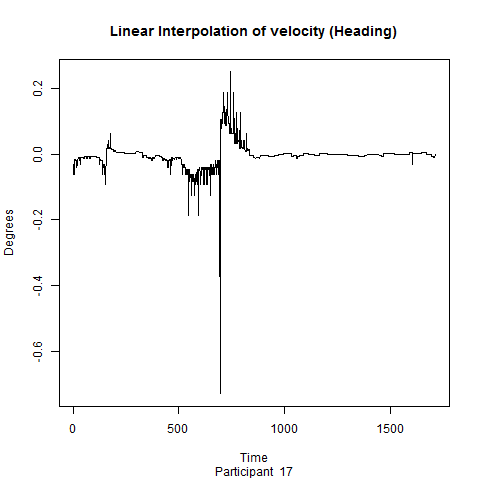 Linear Interpolation of velocity (Heading)
Degrees
0.2
0.0
-0.2
-0.4
-0.6
0 500 1000 1500
Time
Participant 17